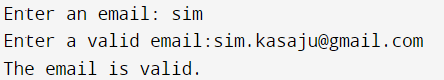 Enter an email: sim
Enter a valid email:sim.kasaju@gmail.com
The email is valid.